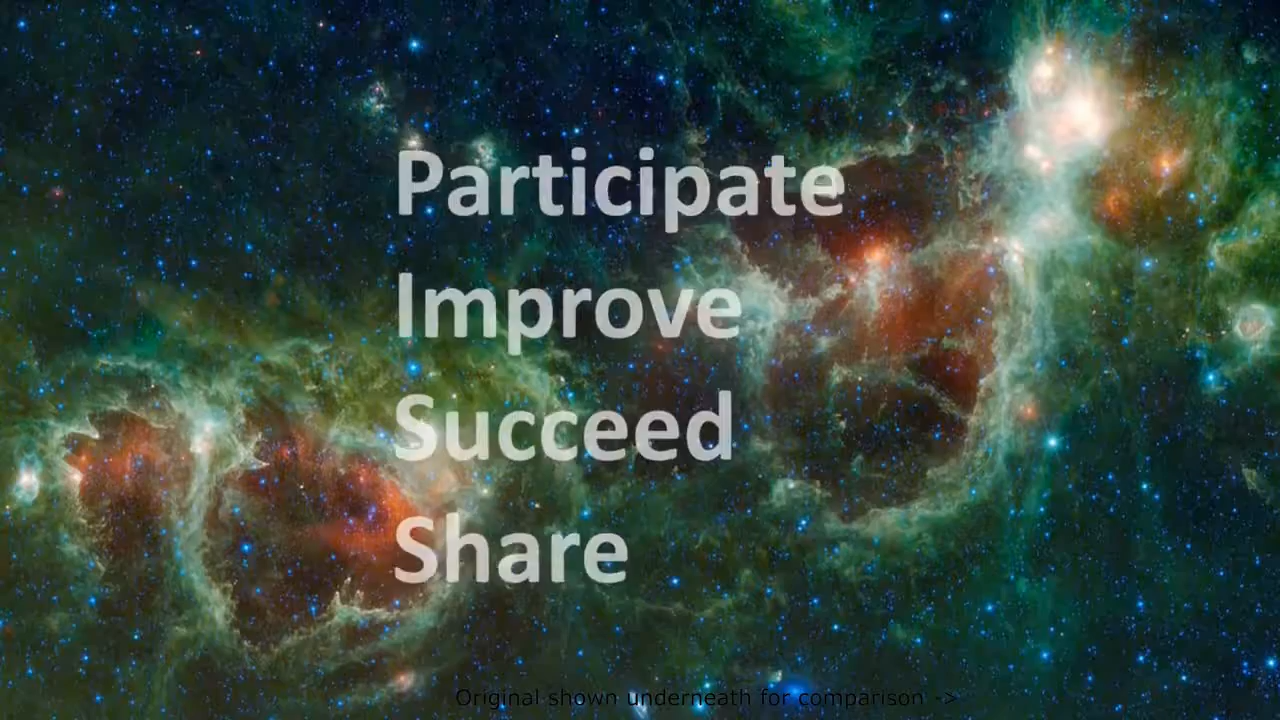 Participate
Improve
Succeed
Share
Original shown underneath for comparison ->